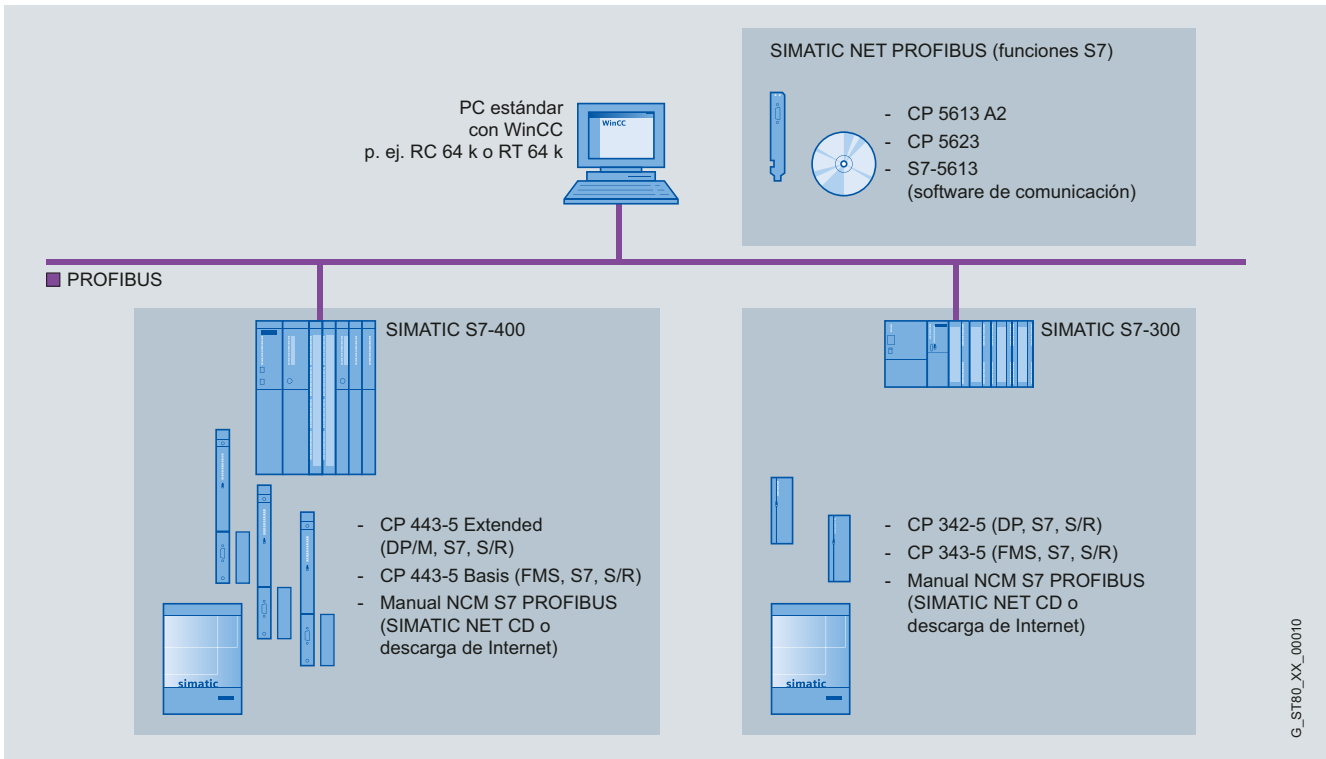 SIMATIC NET PROFIBUS (funciones S7)
PC estándar
con WinCC
p. ej. RC 64 k o RT 64 k
WinCC
- CP 5613 A2
- CP 5623
- S7-5613
(software de comunicación)
PROFIBUS
SIMATIC S7-400
- CP 443-5 Extended
(DP/M, S7, S/R)
- CP 443-5 Basis (FMS, S7, S/R)
- Manual NCM S7 PROFIBUS
(SIMATIC NET CD o
descarga de Internet)
simatic
SIMATIC S7-300
- CP 342-5 (DP, S7, S/R)
- CP 343-5 (FMS, S7, S/R)
- Manual NCM S7 PROFIBUS
(SIMATIC NET CD o
descarga de Internet)
simatic
G_ST80_XX_00010